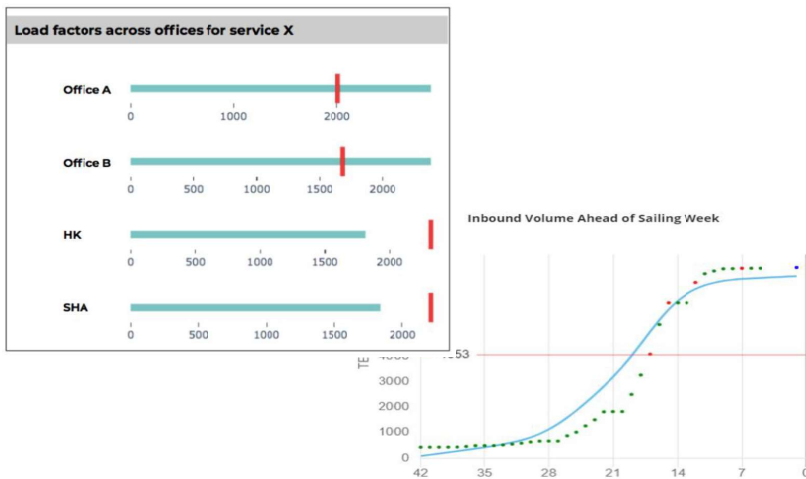 Load factors across offices for service X
Office A
0 1000 2000
Office B
0 500 1000 1500 2000
HK
0 500 1000 1500 2000
SHA
0 500 1000 1500 2000
Inbound Volume Ahead of Sailing Week
3000
2000
1000
0
42 35 28 21 14 7 0